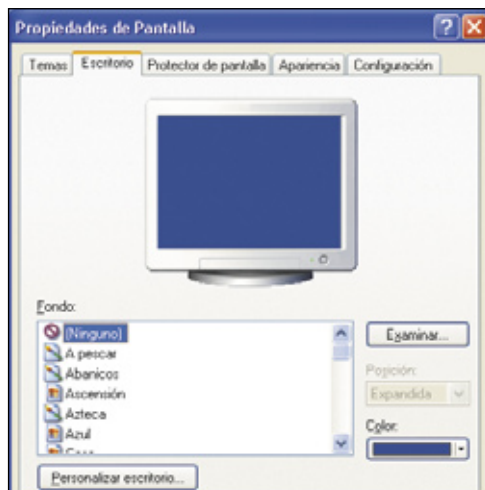 Propiedades de Pantalla
Temas Escritorio Protector de pantalla Apariencia Configuración
Fondo:
(Ninguno)
A pescar
Abanicos
Ascensión
Azteca
Azul
Examinar...
Posición:
Expandida
Color:
Personalizar escritorio...